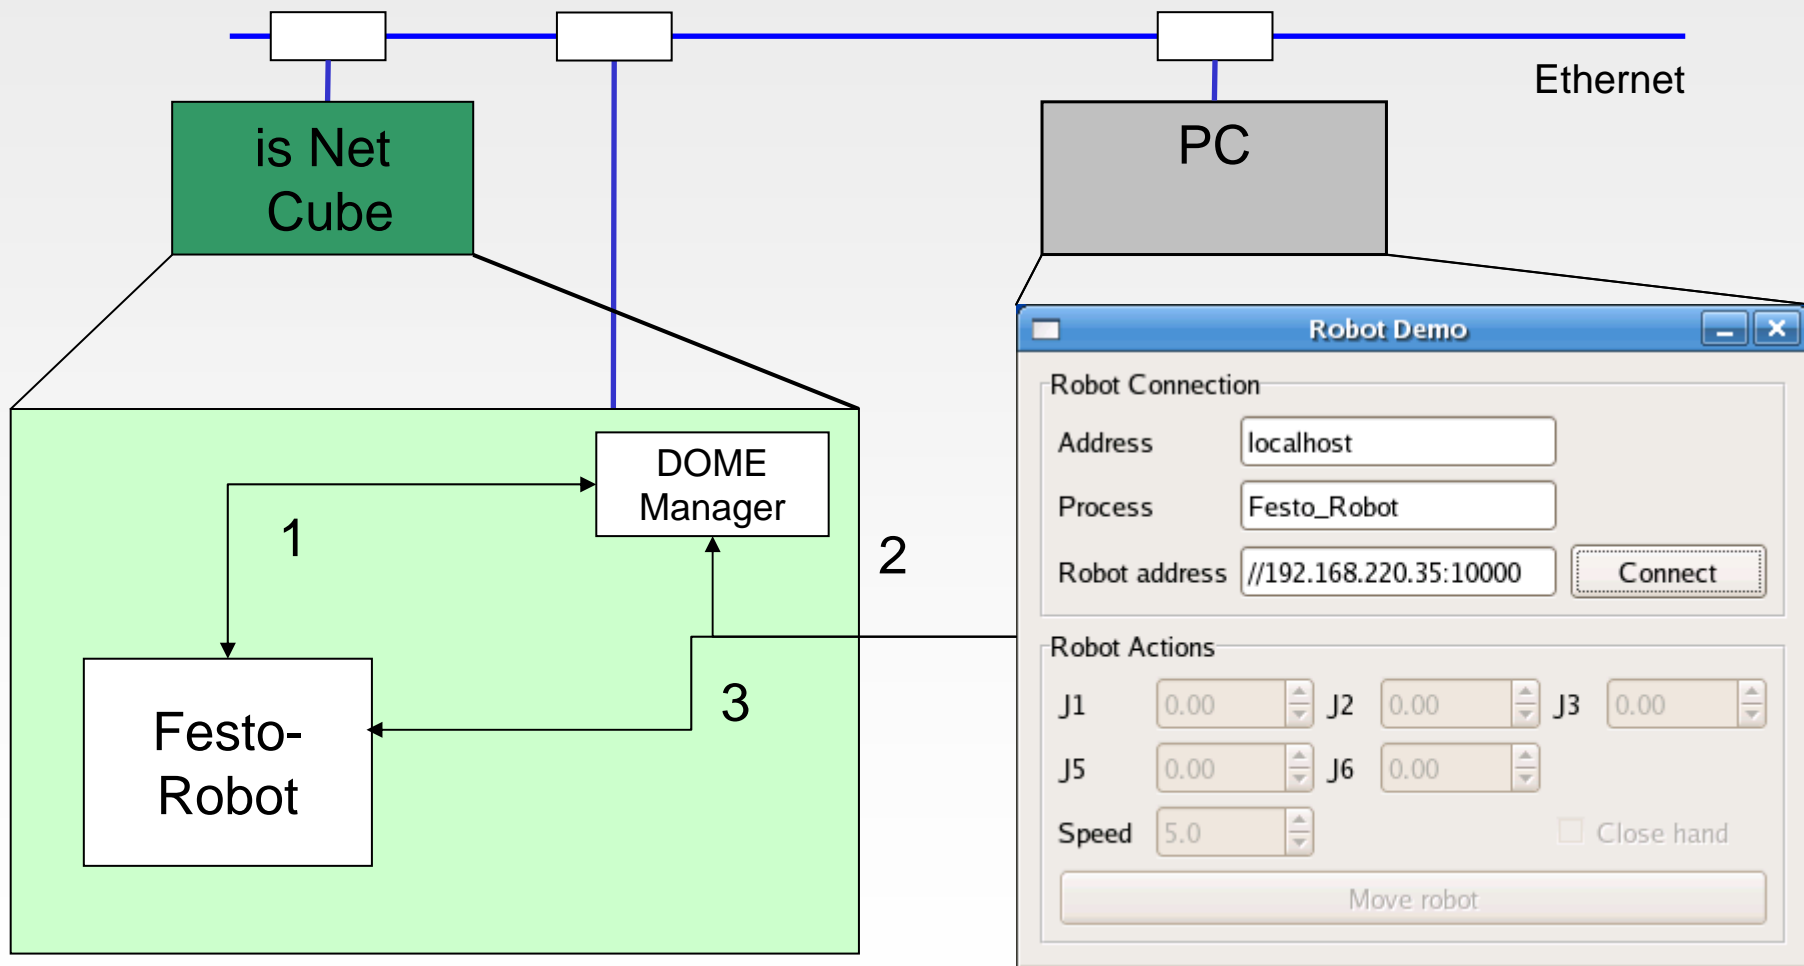 Ethernet
is Net
Cube
PC
DOME
Manager
1
2
3
Festo-
Robot
Robot Demo
Robot Connection
Address localhost
Process Festo_Robot
Robot address //192.168.220.35:10000 Connect
Robot Actions
J1 0.00 J2 0.00 J3 0.00
J5 0.00 J6 0.00
Speed 5.0 Close hand
Move robot